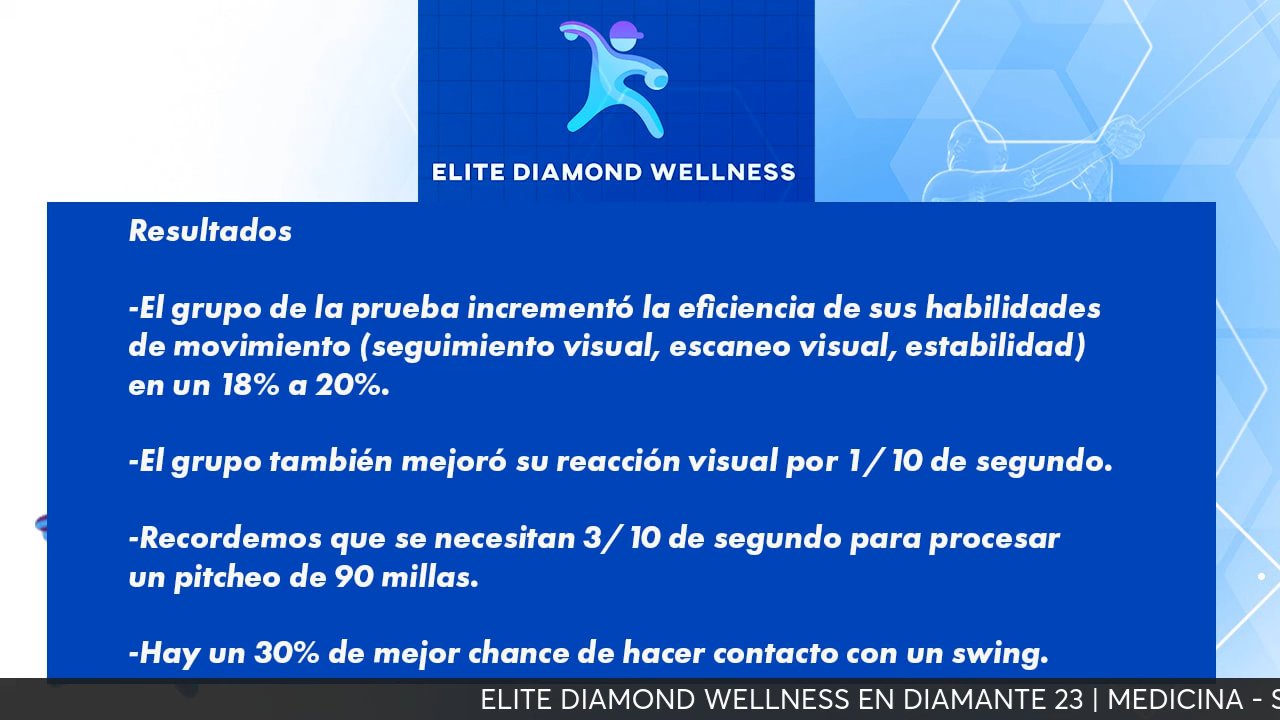 ELITE DIAMOND WELLNESS
Resultados
-El grupo de la prueba incrementó la eficiencia de sus habilidades
de movimiento (seguimiento visual, escaneo visual, estabilidad)
en un 18% a 20%.
-El grupo también mejoró su reacción visual por 1/10 de segundo.
-Recordemos que se necesitan 3/10 de segundo para procesar
un pitcheo de 90 millas.
-Hay un 30% de mejor chance de hacer contacto con un swing.
ELITE DIAMOND WELLNESS EN DIAMANTE 23 | MEDICINA - S